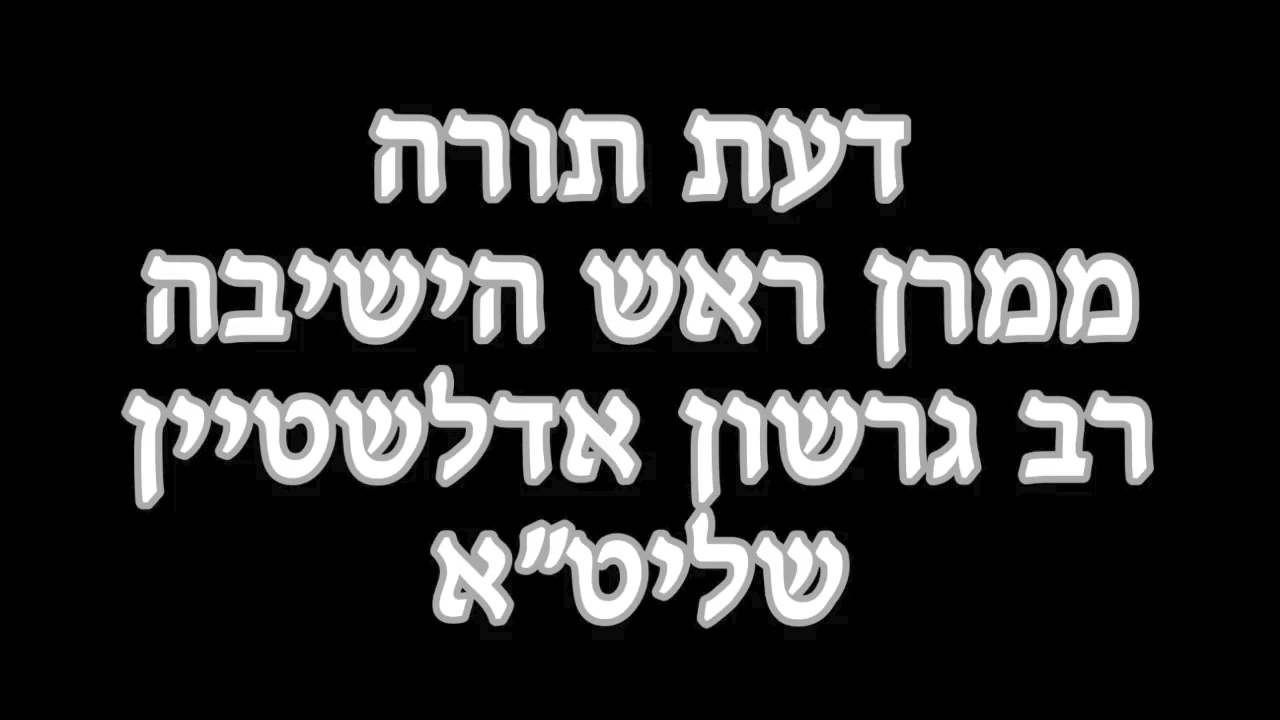 דעת תורה
ממרן ראש הישיבה
רב גרשון אדלשטיין
שליט"א